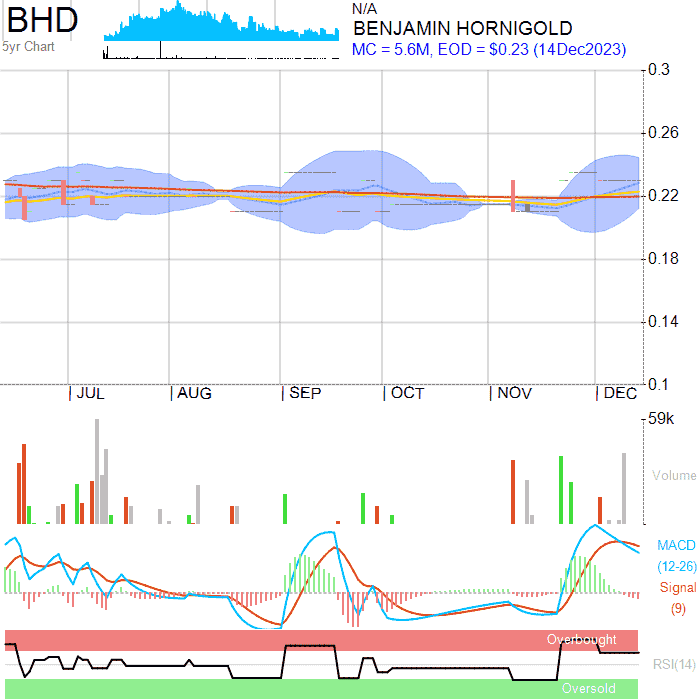 BHD
5yr Chart
N/A
BENJAMIN HORNIGOLD
MC = 5.6M, EOD = $0.23 (14Dec2023)
0.3
0.26
0.22
0.18
0.14
0.1
JUL AUG SEP OCT NOV DEC
59k
Volume
MACD
(12-26)
Signal
(9)
Overbought
RSI(14)
Oversold